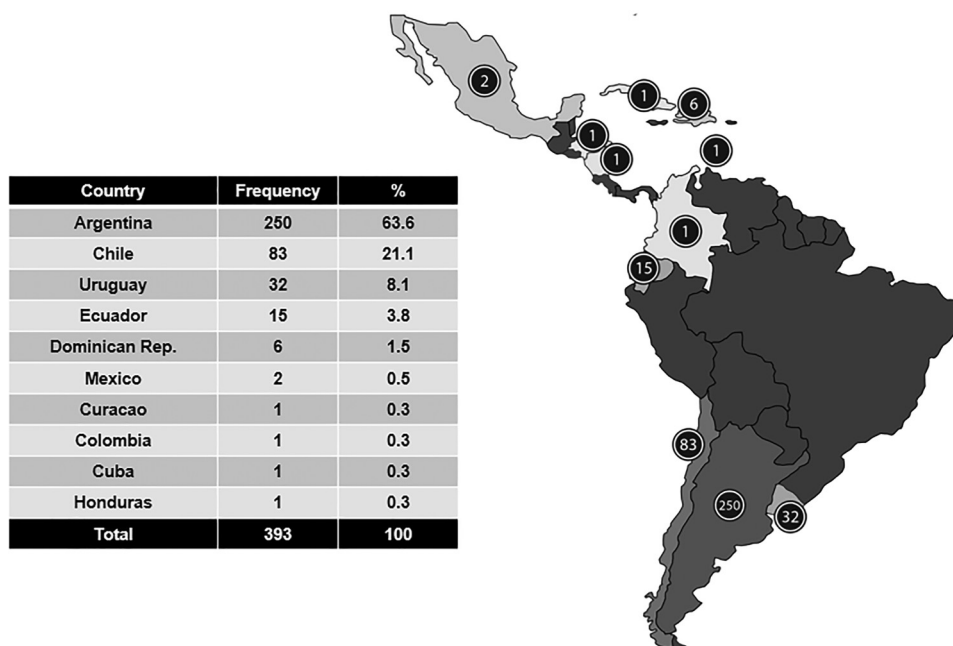 Country Frequency %
Argentina 250 63.6
Chile 83 21.1
Uruguay 32 8.1
Ecuador 15 3.8
Dominican Rep. 6 1.5
Mexico 2 0.5
Curacao 1 0.3
Colombia 1 0.3
Cuba 1 0.3
Honduras 1 0.3
Total 393 100
2
1
6
1
1
1
1
15
83
250
32